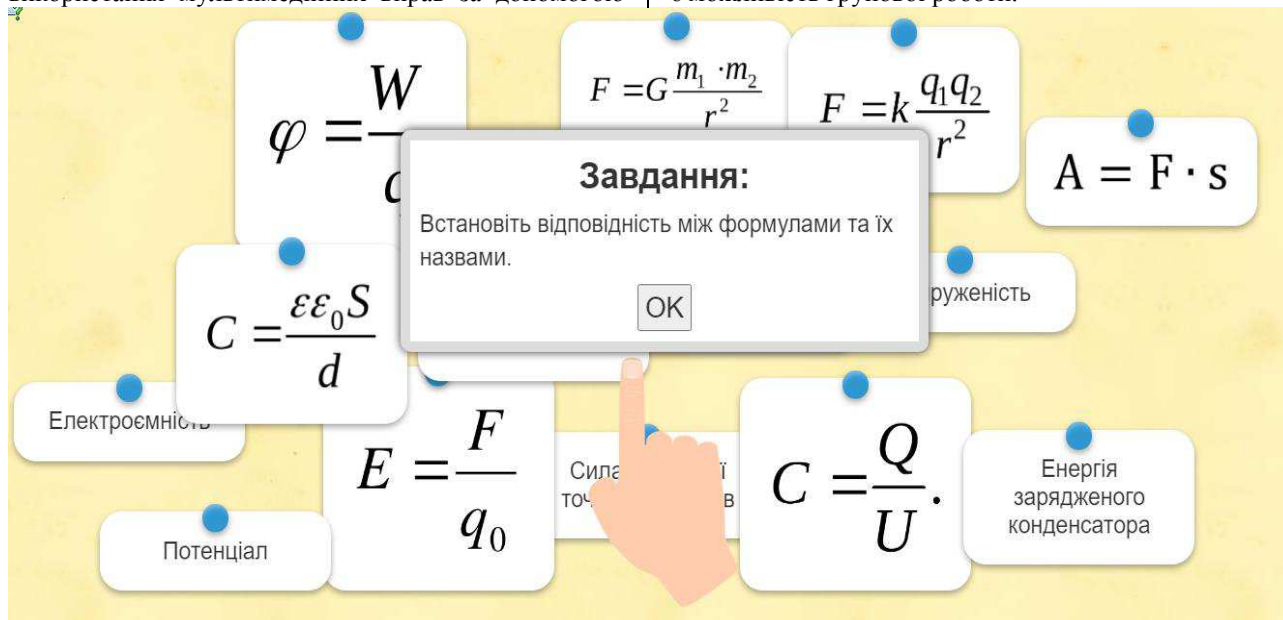 φ = W
F = G m₁ · m₂ / r²
F = k q₁q₂ / r²
A = F · s
Завдання:
Встановіть відповідність між формулами та їх
назвами.
OK
C = εε₀S / d
руженість
Електроємність
E = F / q₀
C = Q / U.
Енергія
зарядженого
конденсатора
Потенціал